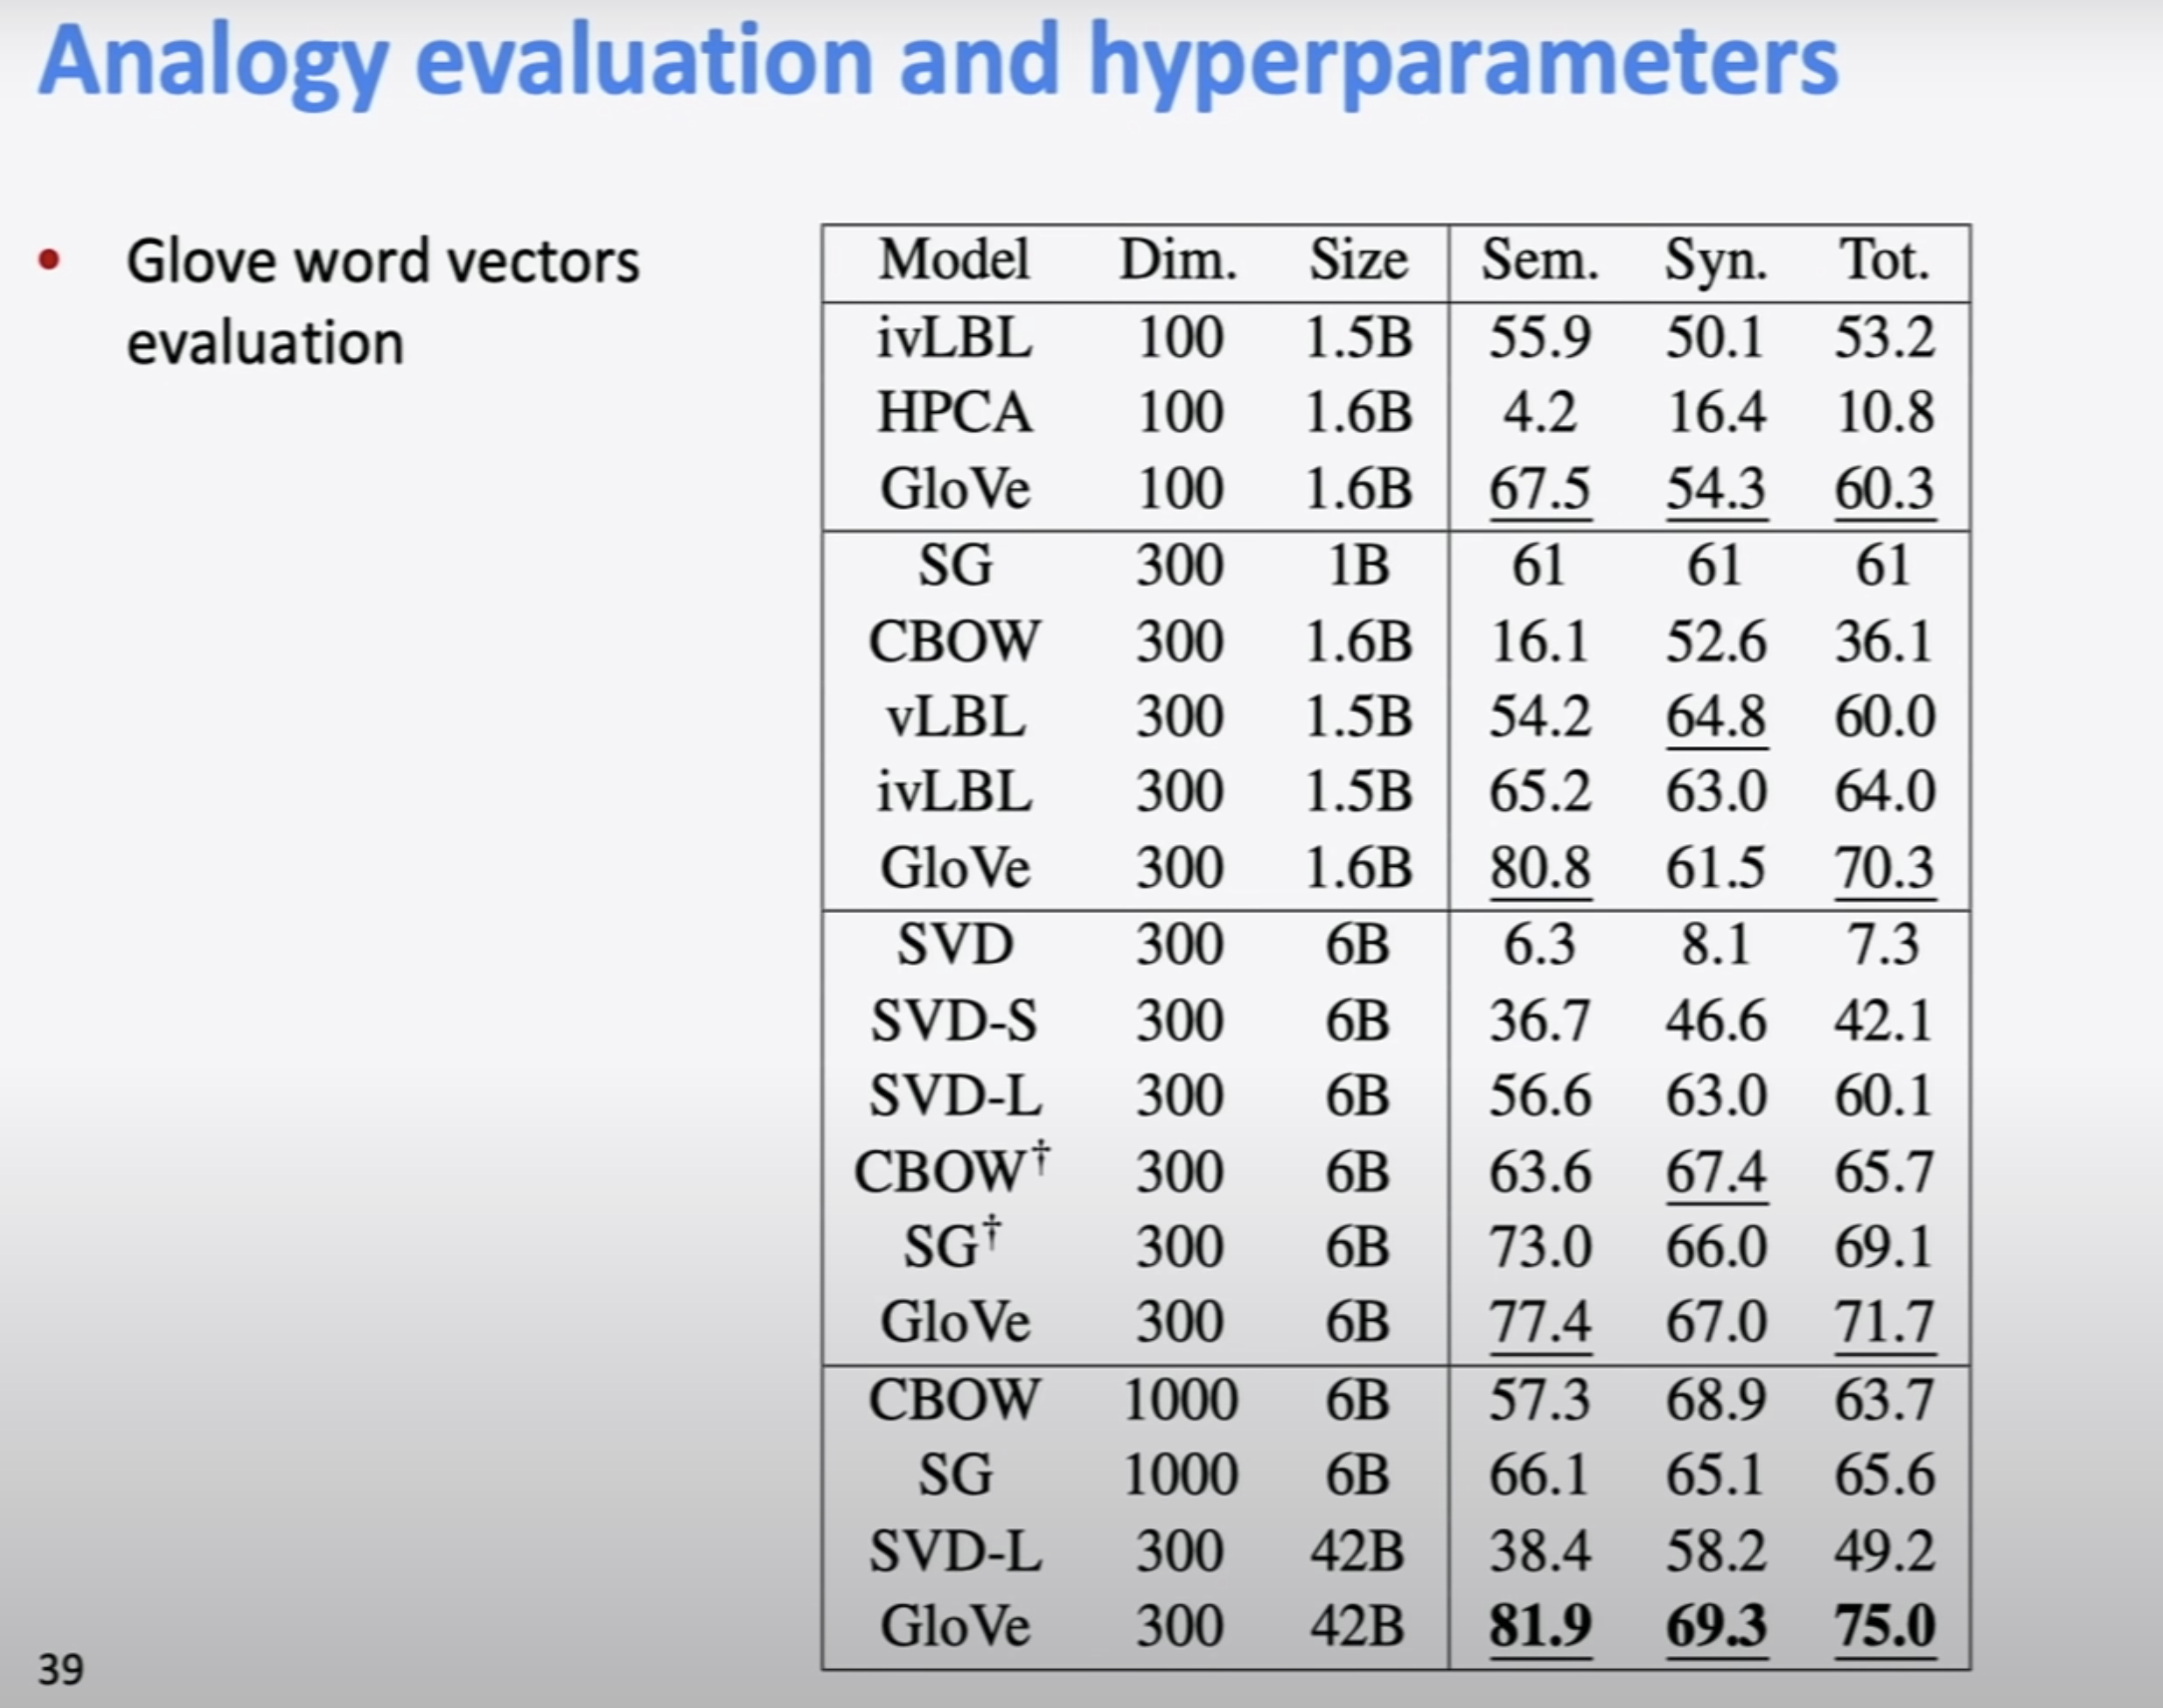 Analogy evaluation and hyperparameters
• Glove word vectors
evaluation
Model Dim. Size Sem. Syn. Tot.
ivLBL 100 1.5B 55.9 50.1 53.2
HPCA 100 1.6B 4.2 16.4 10.8
GloVe 100 1.6B 67.5 54.3 60.3
SG 300 1B 61 61 61
CBOW 300 1.6B 16.1 52.6 36.1
vLBL 300 1.5B 54.2 64.8 60.0
ivLBL 300 1.5B 65.2 63.0 64.0
GloVe 300 1.6B 80.8 61.5 70.3
SVD 300 6B 6.3 8.1 7.3
SVD-S 300 6B 36.7 46.6 42.1
SVD-L 300 6B 56.6 63.0 60.1
CBOW† 300 6B 63.6 67.4 65.7
SG† 300 6B 73.0 66.0 69.1
GloVe 300 6B 77.4 67.0 71.7
CBOW 1000 6B 57.3 68.9 63.7
SG 1000 6B 66.1 65.1 65.6
SVD-L 300 42B 38.4 58.2 49.2
GloVe 300 42B 81.9 69.3 75.0
39